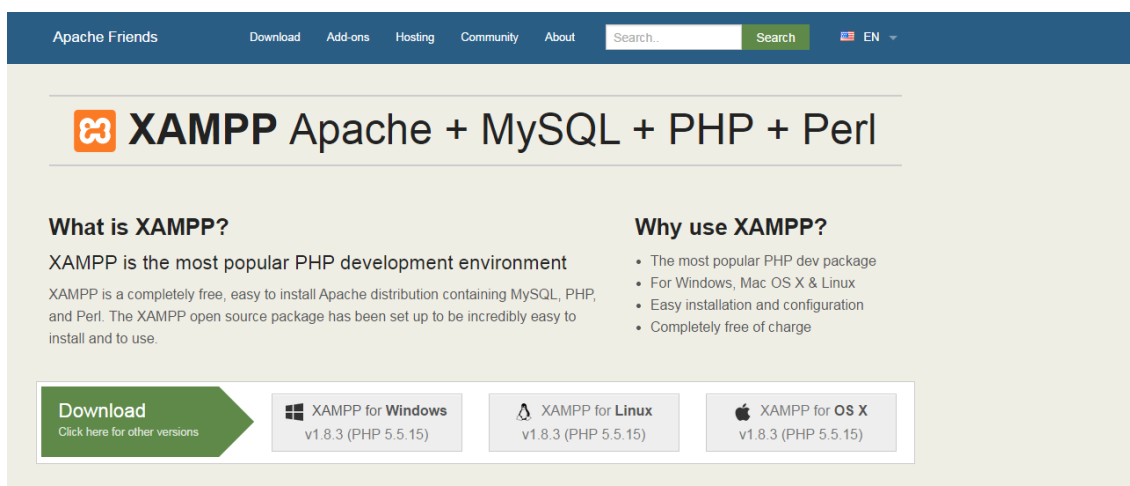 Apache Friends Download Add-ons Hosting Community About Search.. Search EN
XAMPP Apache + MySQL + PHP + Perl
What is XAMPP?
XAMPP is the most popular PHP development environment
XAMPP is a completely free, easy to install Apache distribution containing MySQL, PHP,
and Perl. The XAMPP open source package has been set up to be incredibly easy to
install and to use.
Why use XAMPP?
• The most popular PHP dev package
• For Windows, Mac OS X & Linux
• Easy installation and configuration
• Completely free of charge
Download
Click here for other versions
XAMPP for Windows
v1.8.3 (PHP 5.5.15)
XAMPP for Linux
v1.8.3 (PHP 5.5.15)
XAMPP for OS X
v1.8.3 (PHP 5.5.15)